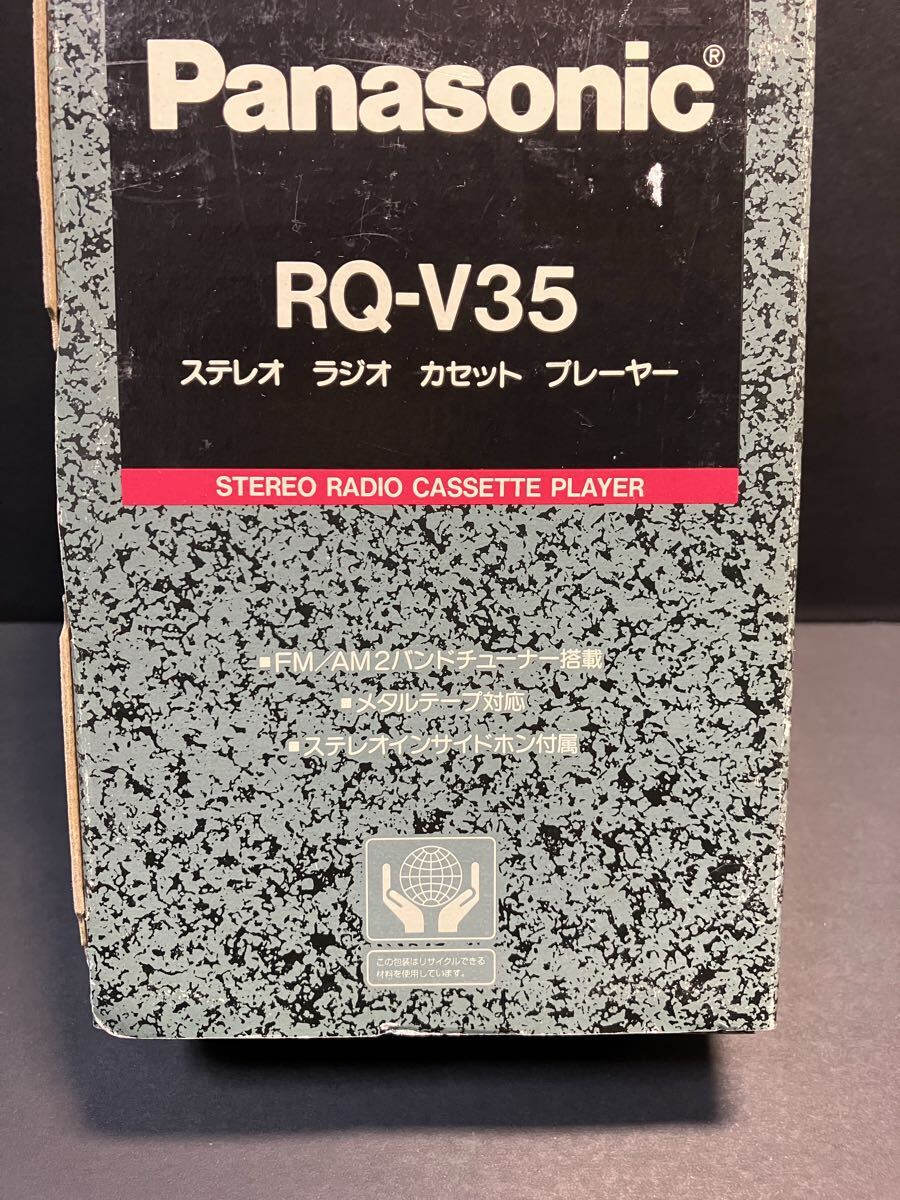 Panasonic®
RQ-V35
ステレオ ラジオ カセット プレーヤー
STEREO RADIO CASSETTE PLAYER
■FM/AM2バンドチューナー搭載
■メタルテープ対応
■ステレオインサイドホン付属
この包装はリサイクルできる
材料を使用しています。